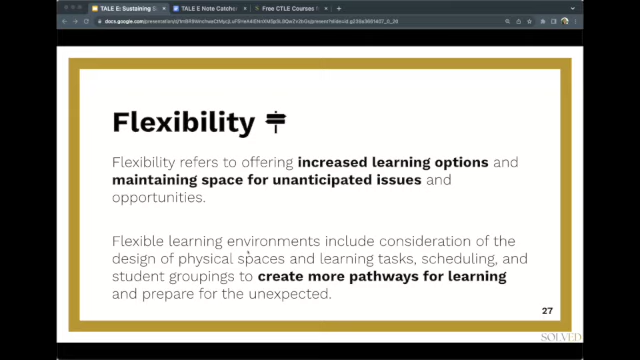 TALE E: Sustaining S
TALE E Note Catcher
Free CTLE Courses f
Flexibility
Flexibility refers to offering increased learning options and
maintaining space for unanticipated issues and
opportunities.
Flexible learning environments include consideration of the
design of physical spaces and learning tasks, scheduling, and
student groupings to create more pathways for learning
and prepare for the unexpected.
27
SOLVED